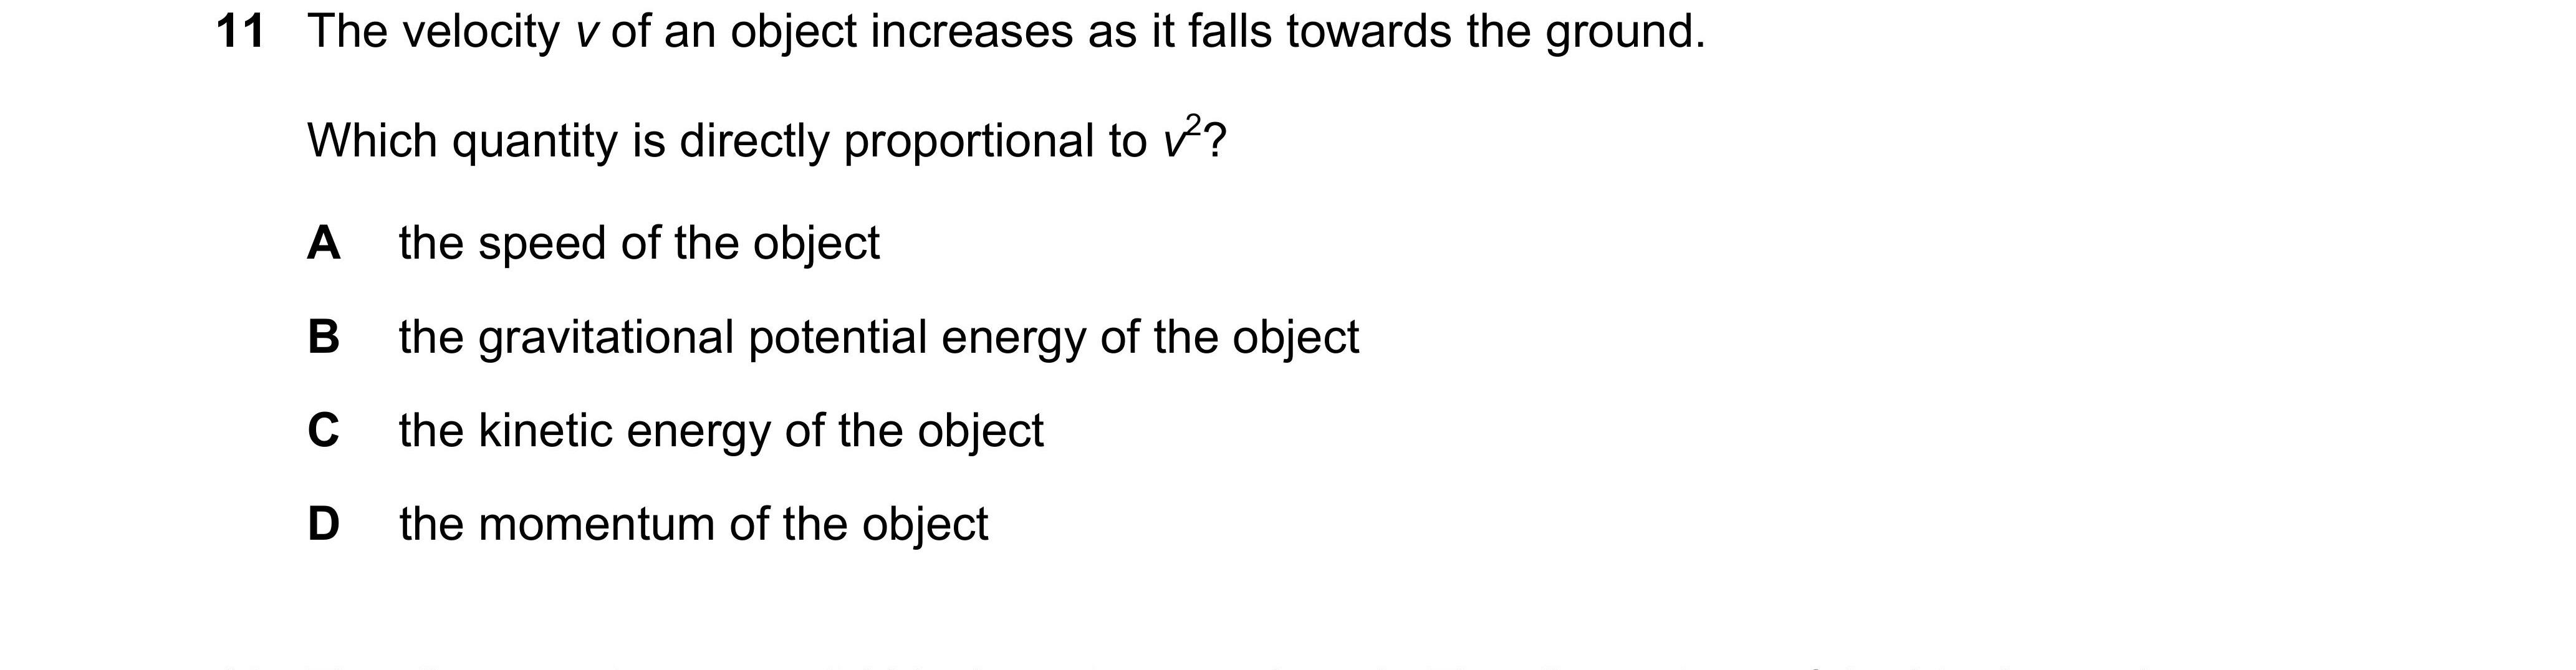 11 The velocity v of an object increases as it falls towards the ground.
Which quantity is directly proportional to v²?
A the speed of the object
B the gravitational potential energy of the object
C the kinetic energy of the object
D the momentum of the object